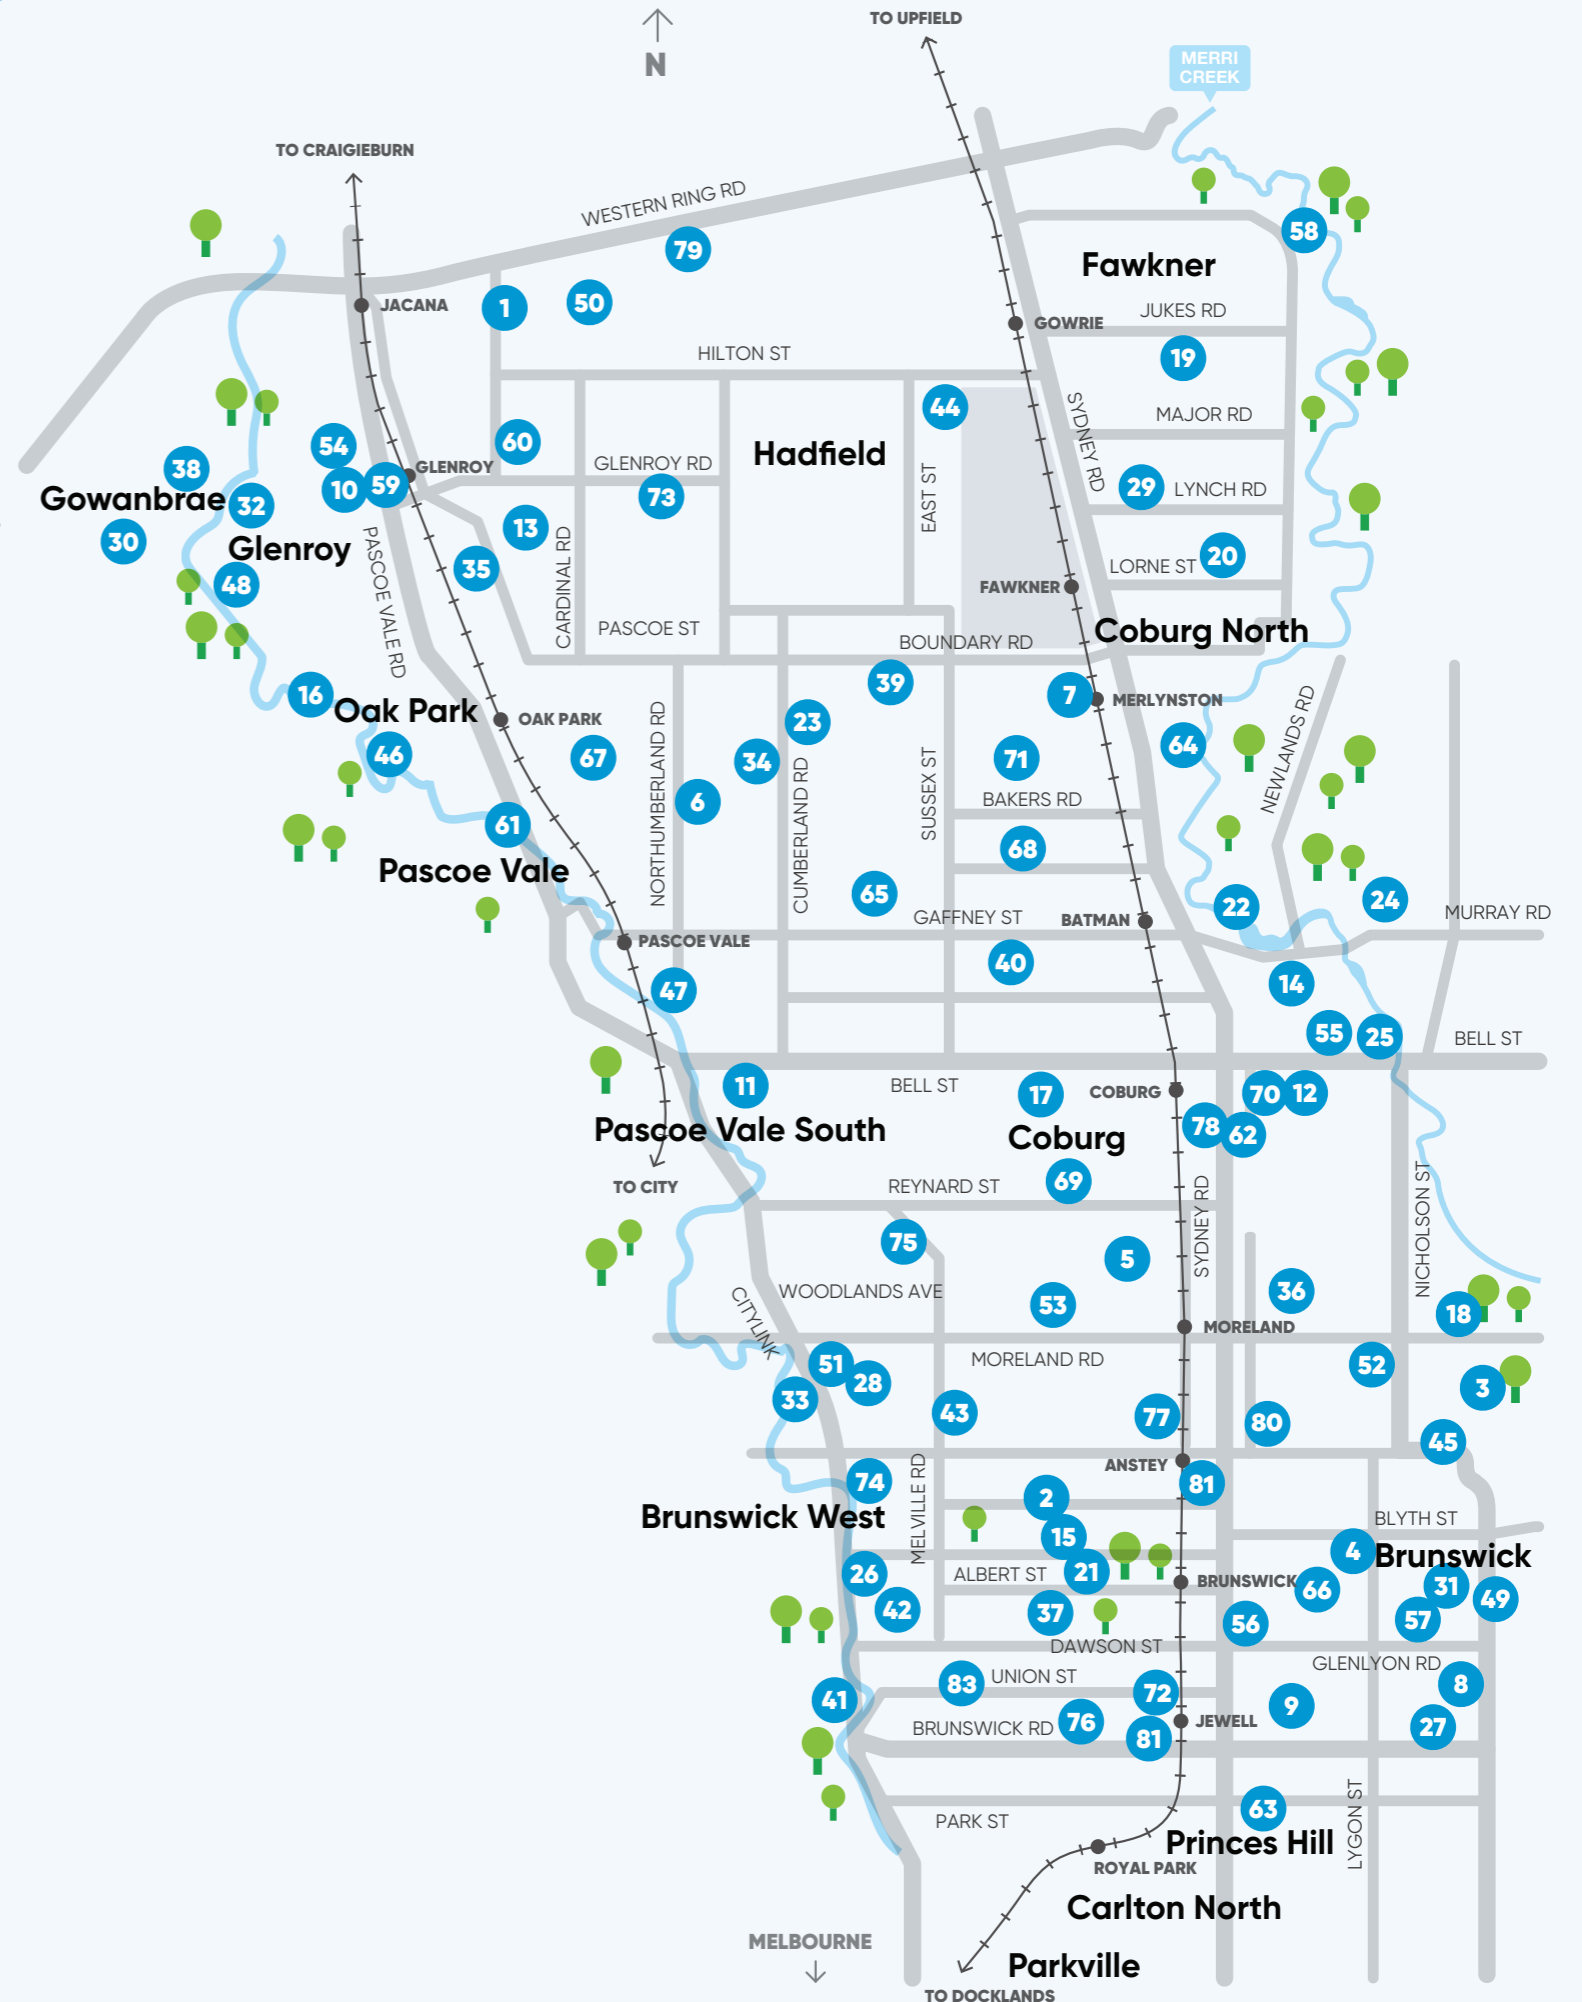 TO UPFIELD
N
MERRI
CREEK
TO CRAIGIEBURN
WESTERN RING RD
58
79
Fawkner
1
50
JACANA
JUKES RD
GOWRIE
HILTON ST
19
44
SYDNEY RD
MAJOR RD
54
60
Hadfield
38
GLENROY
GLENROY RD
10
59
73
EAST ST
29
LYNCH RD
Gowanbrae
32
30
13
Glenroy
PASCOE VALE RD
35
CARDINAL RD
LORNE ST
20
48
FAWKNER
PASCOE ST
BOUNDARY RD
Coburg North
16
39
7
MERLYNSTON
Oak Park
OAK PARK
23
NEWLANDS RD
46
67
34
71
64
NORTHUMBERLAND RD
6
CUMBERLAND RD
SUSSEX ST
BAKERS RD
61
68
Pascoe Vale
65
22
24
GAFFNEY ST
BATMAN
MURRAY RD
PASCOE VALE
40
47
14
55
25
BELL ST
11
BELL ST
17
COBURG
70
12
Pascoe Vale South
Coburg
78
62
TO CITY
69
REYNARD ST
SYDNEY RD
NICHOLSON ST
75
5
WOODLANDS AVE
53
36
18
CITYLINK
MORELAND
51
28
MORELAND RD
52
33
3
43
77
80
45
74
ANSTEY
81
MELVILLE RD
2
Brunswick West
15
BLYTH ST
4
Brunswick
26
ALBERT ST
21
BRUNSWICK
66
31
49
42
37
56
57
DAWSON ST
GLENLYON RD
41
83
UNION ST
72
8
BRUNSWICK RD
76
81
JEWELL
9
27
PARK ST
63
LYGON ST
Princes Hill
ROYAL PARK
Carlton North
MELBOURNE
Parkville
TO DOCKLANDS